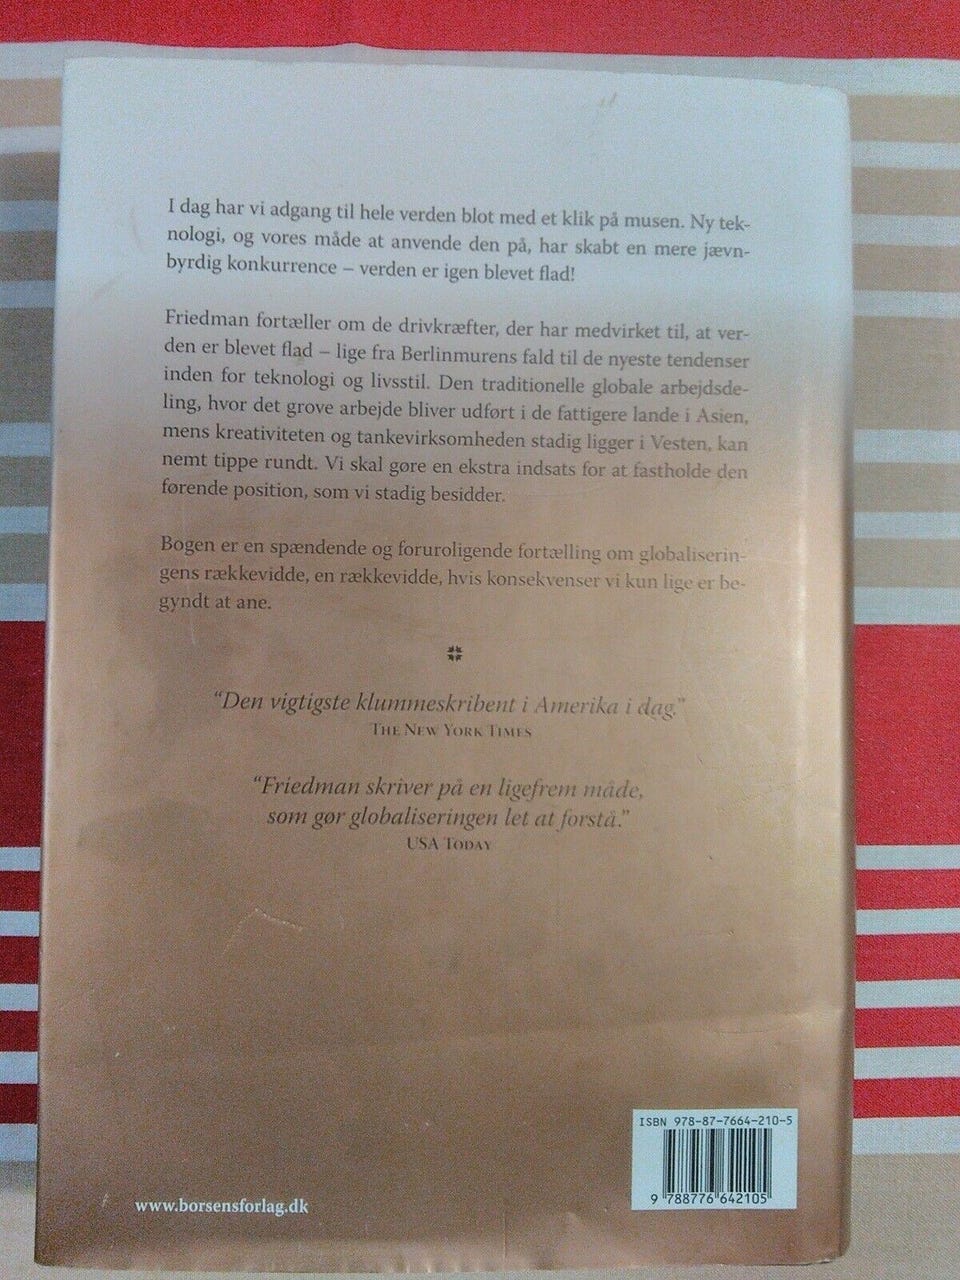 I dag har vi adgang til hele verden blot med et klik på musen. Ny tek-
nologi, og vores måde at anvende den på, har skabt en mere jævn-
byrdig konkurrence – verden er igen blevet flad!
Friedman fortæller om de drivkræfter, der har medvirket til, at ver-
den er blevet flad – lige fra Berlinmurens fald til de nyeste tendenser
inden for teknologi og livsstil. Den traditionelle globale arbejdsde-
ling, hvor det grove arbejde bliver udført i de fattigere lande i Asien,
mens kreativiteten og tankevirksomheden stadig ligger i Vesten, kan
nemt tippe rundt. Vi skal gøre en ekstra indsats for at fastholde den
førende position, som vi stadig besidder.
Bogen er en spændende og foruroligende fortælling om globaliserin-
gens rækkevidde, en rækkevidde, hvis konsekvenser vi kun lige er be-
gyndt at ane.
“Den vigtigste klummeskribent i Amerika i dag.”
THE NEW YORK TIMES
“Friedman skriver på en ligefrem måde,
som gør globaliseringen let at forstå.”
USA TODAY
ISBN 978-87-7664-210-5
9 788776 642105
www.borsensforlag.dk